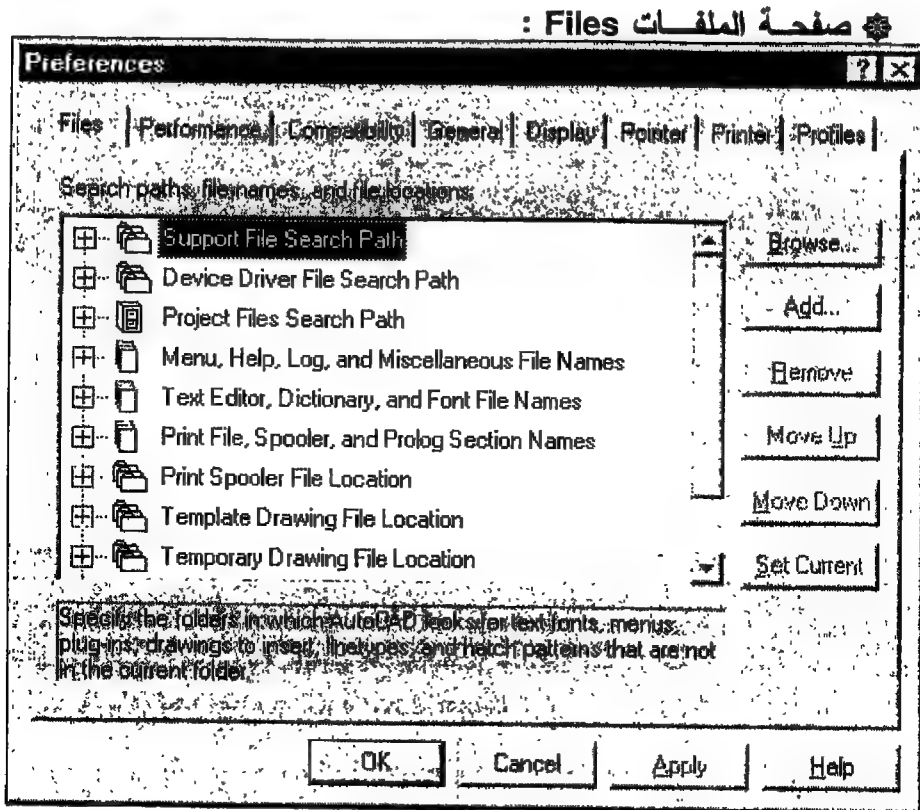 صفحة الملفات Files :
Preferences
Files Performance Compatibility General Display Pointer Printer Profiles
Search paths, file names, and file locations:
Support File Search Path
Device Driver File Search Path
Project Files Search Path
Menu, Help, Log, and Miscellaneous File Names
Text Editor, Dictionary, and Font File Names
Print File, Spooler, and Prolog Section Names
Print Spooler File Location
Template Drawing File Location
Temporary Drawing File Location
Browse...
Add...
Remove
Move Up
Move Down
Set Current
Specify the folders in which AutoCAD looks for text fonts, menus,
plug-ins, drawings to insert, linetypes, and hatch patterns that are not
in the current folder.
OK Cancel Apply Help